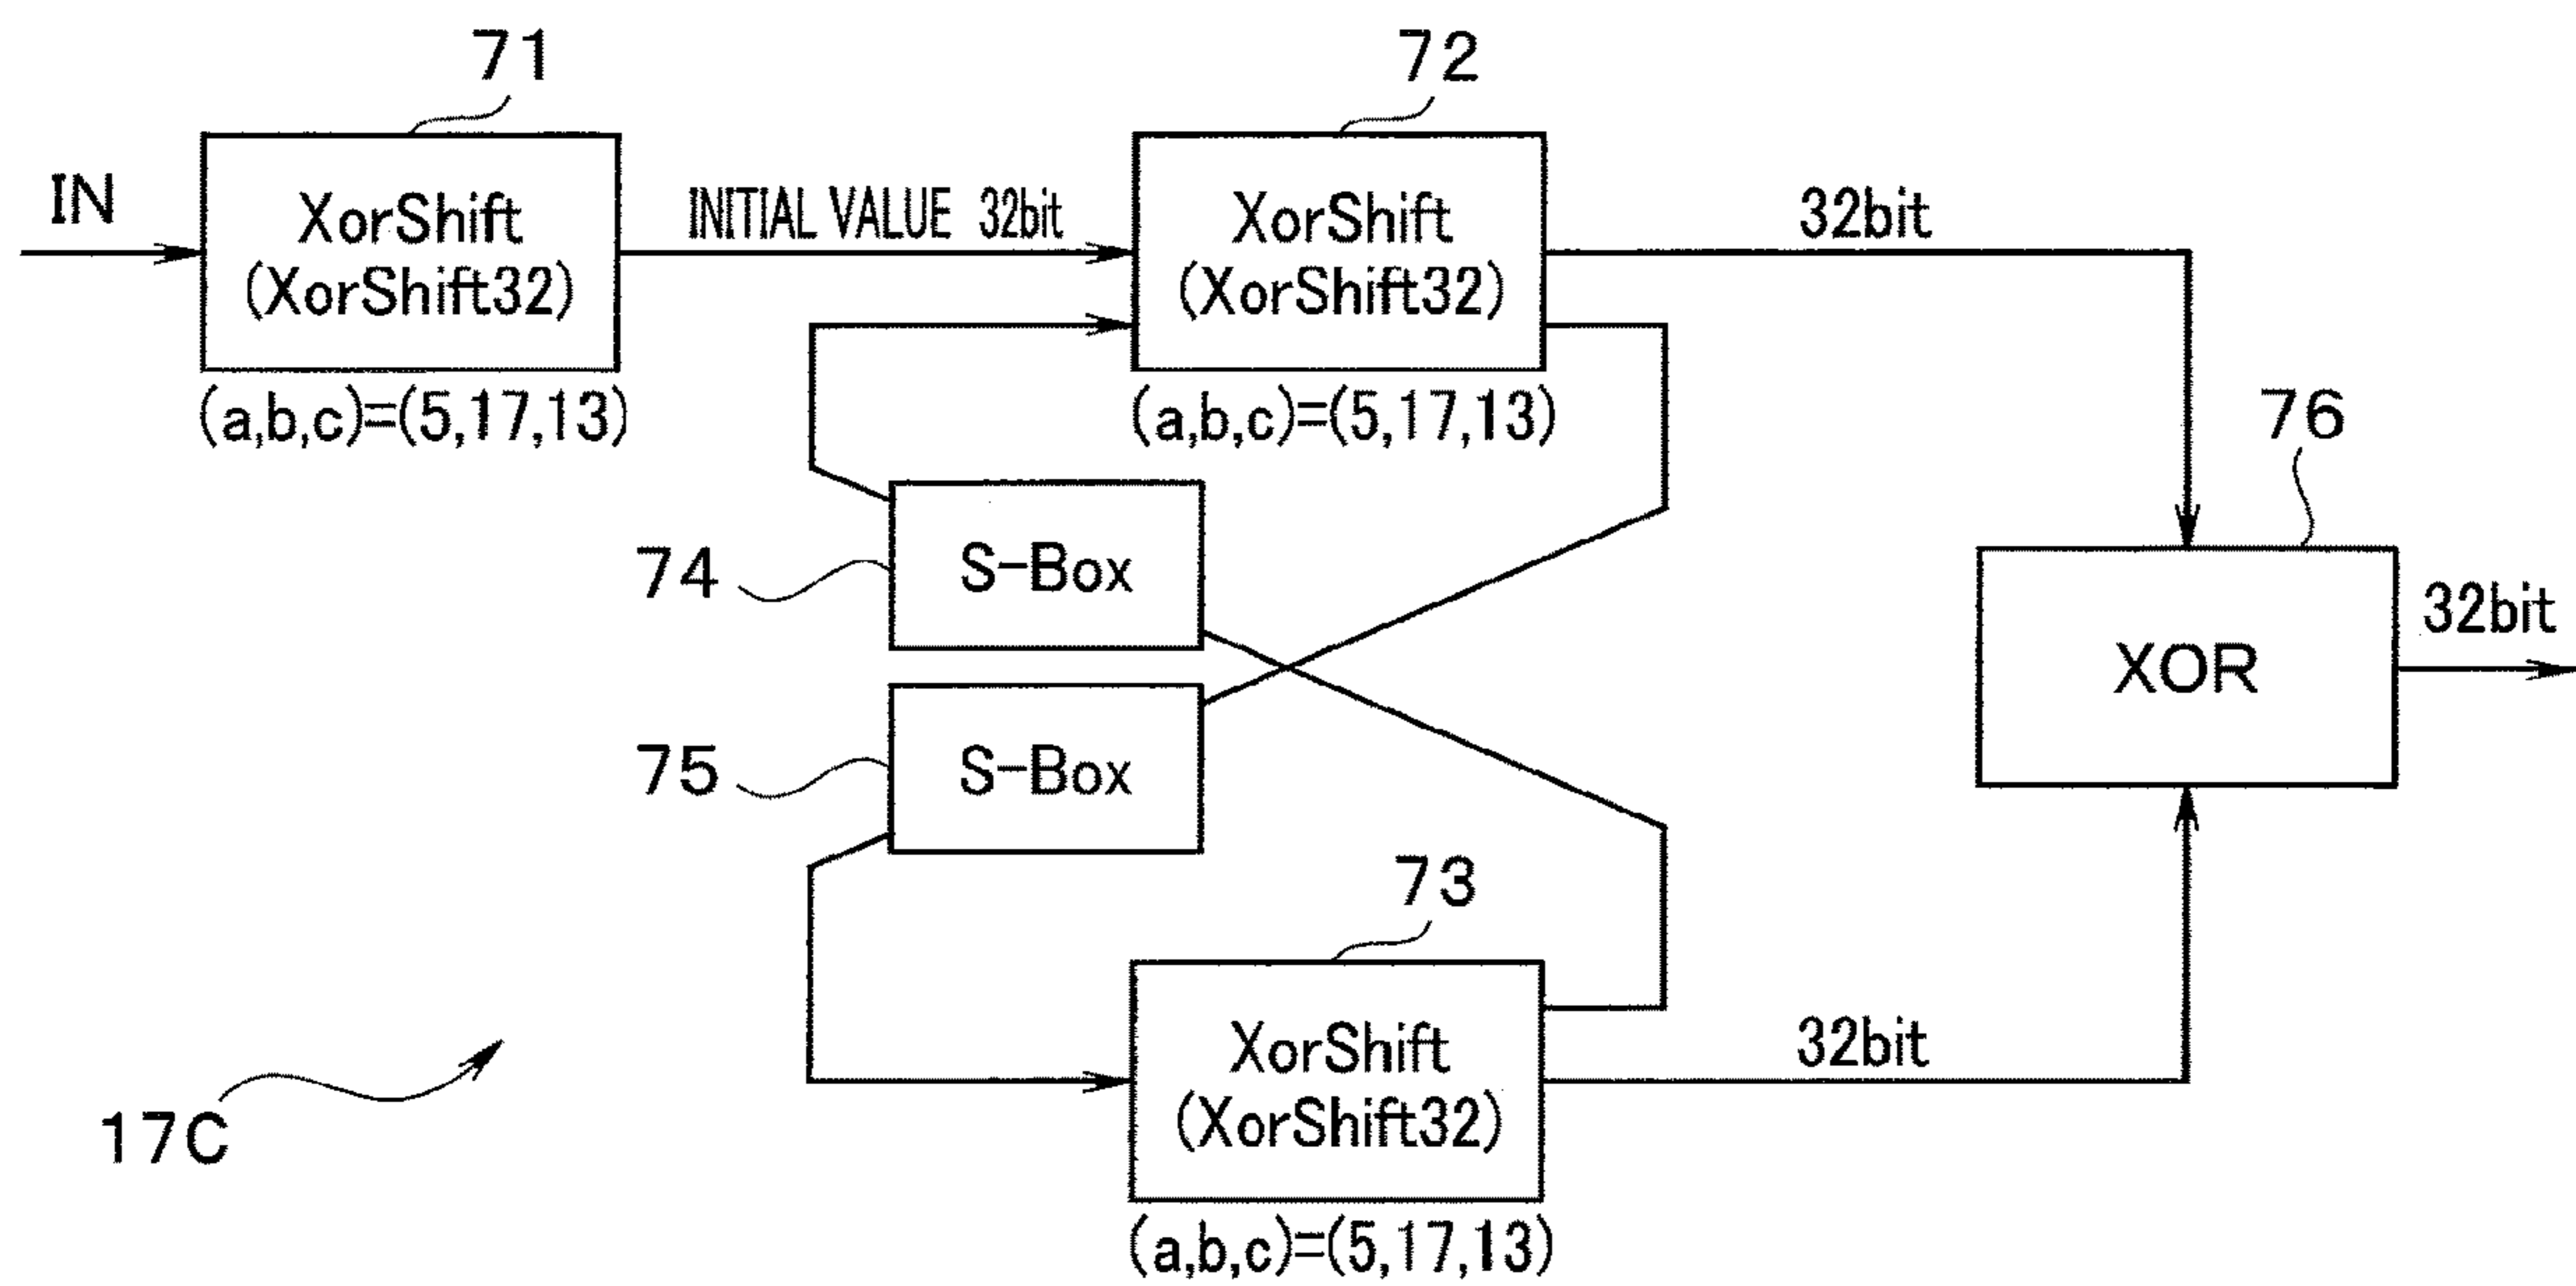 71
72
IN
XorShift
(XorShift32)
INITIAL VALUE 32bit
XorShift
(XorShift32)
32bit
(a,b,c)=(5,17,13)
(a,b,c)=(5,17,13)
76
74
S-Box
XOR
32bit
75
S-Box
73
XorShift
(XorShift32)
32bit
17C
(a,b,c)=(5,17,13)